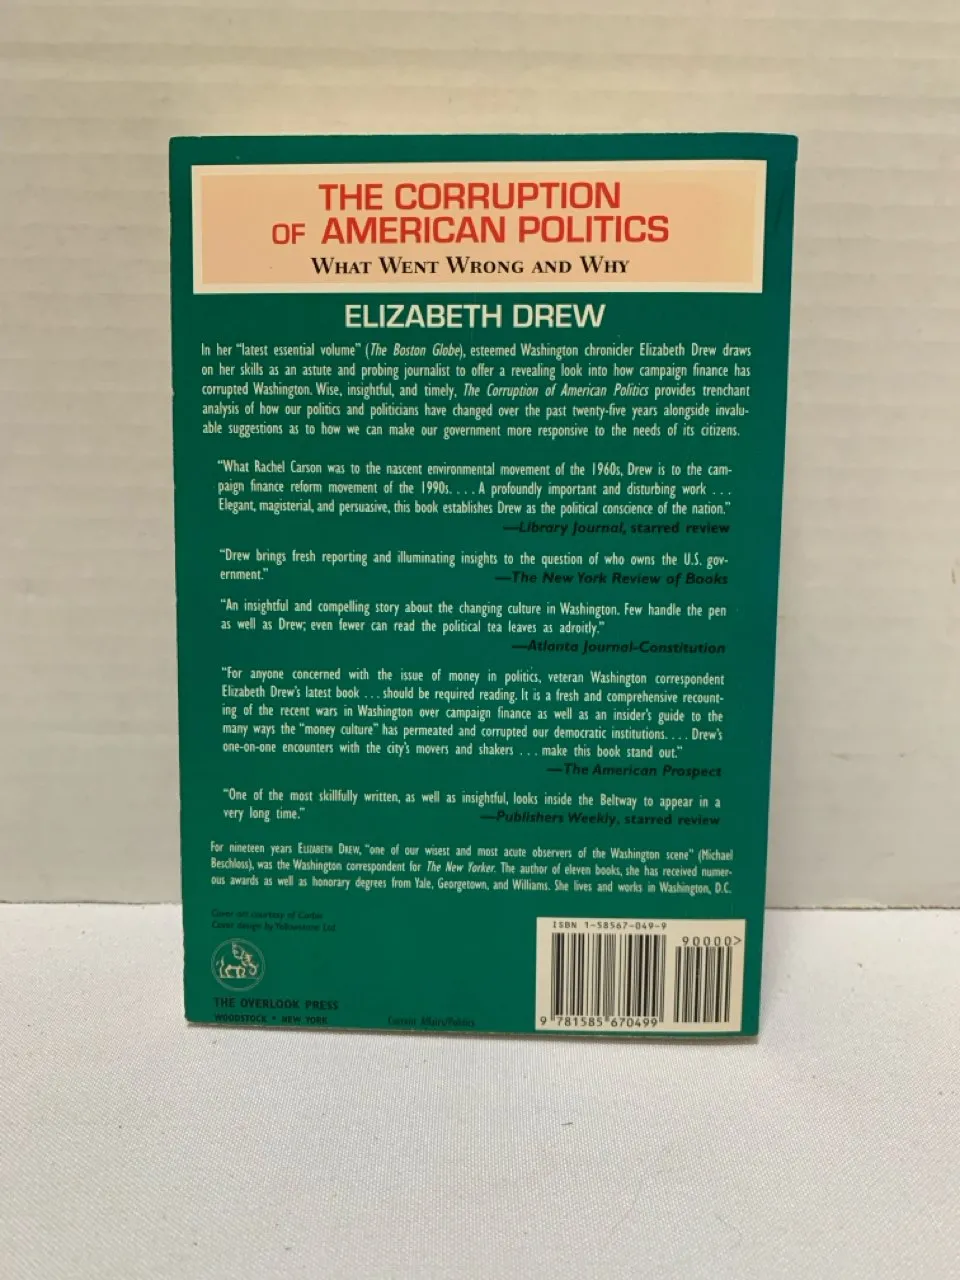 THE CORRUPTION
OF AMERICAN POLITICS
WHAT WENT WRONG AND WHY
ELIZABETH DREW
In her "latest essential volume" (The Boston Globe), esteemed Washington chronicler Elizabeth Drew draws
on her skills as an astute and probing journalist to offer a revealing look into how campaign finance has
corrupted Washington. Wise, insightful, and timely, The Corruption of American Politics provides trenchant
analysis of how our politics and politicians have changed over the past twenty-five years alongside invalu-
able suggestions as to how we can make our government more responsive to the needs of its citizens.
"What Rachel Carson was to the nascent environmental movement of the 1960s, Drew is to the cam-
paign finance reform movement of the 1990s. . . . A profoundly important and disturbing work . . .
Elegant, magisterial, and persuasive, this book establishes Drew as the political conscience of the nation."
—Library Journal, starred review
"Drew brings fresh reporting and illuminating insights to the question of who owns the U.S. gov-
ernment."
—The New York Review of Books
"An insightful and compelling story about the changing culture in Washington. Few handle the pen
as well as Drew; even fewer can read the political tea leaves as adroitly."
—Atlanta Journal-Constitution
"For anyone concerned with the issue of money in politics, veteran Washington correspondent
Elizabeth Drew's latest book . . . should be required reading. It is a fresh and comprehensive recount-
ing of the recent wars in Washington over campaign finance as well as an insider's guide to the
many ways the "money culture" has permeated and corrupted our democratic institutions. . . . Drew's
one-on-one encounters with the city's movers and shakers . . . make this book stand out."
—The American Prospect
"One of the most skillfully written, as well as insightful, looks inside the Beltway to appear in a
very long time."
—Publishers Weekly, starred review
For nineteen years ELIZABETH DREW, "one of our wisest and most acute observers of the Washington scene" (Michael
Beschloss), was the Washington correspondent for The New Yorker. The author of eleven books, she has received numer-
ous awards as well as honorary degrees from Yale, Georgetown, and Williams. She lives and works in Washington, D.C.
Cover art courtesy of Corbis
Cover design by Yellowstone Ltd.
THE OVERLOOK PRESS
WOODSTOCK • NEW YORK
Current Affairs/Politics
ISBN 1-58567-049-9
90000>
9 781585 670499